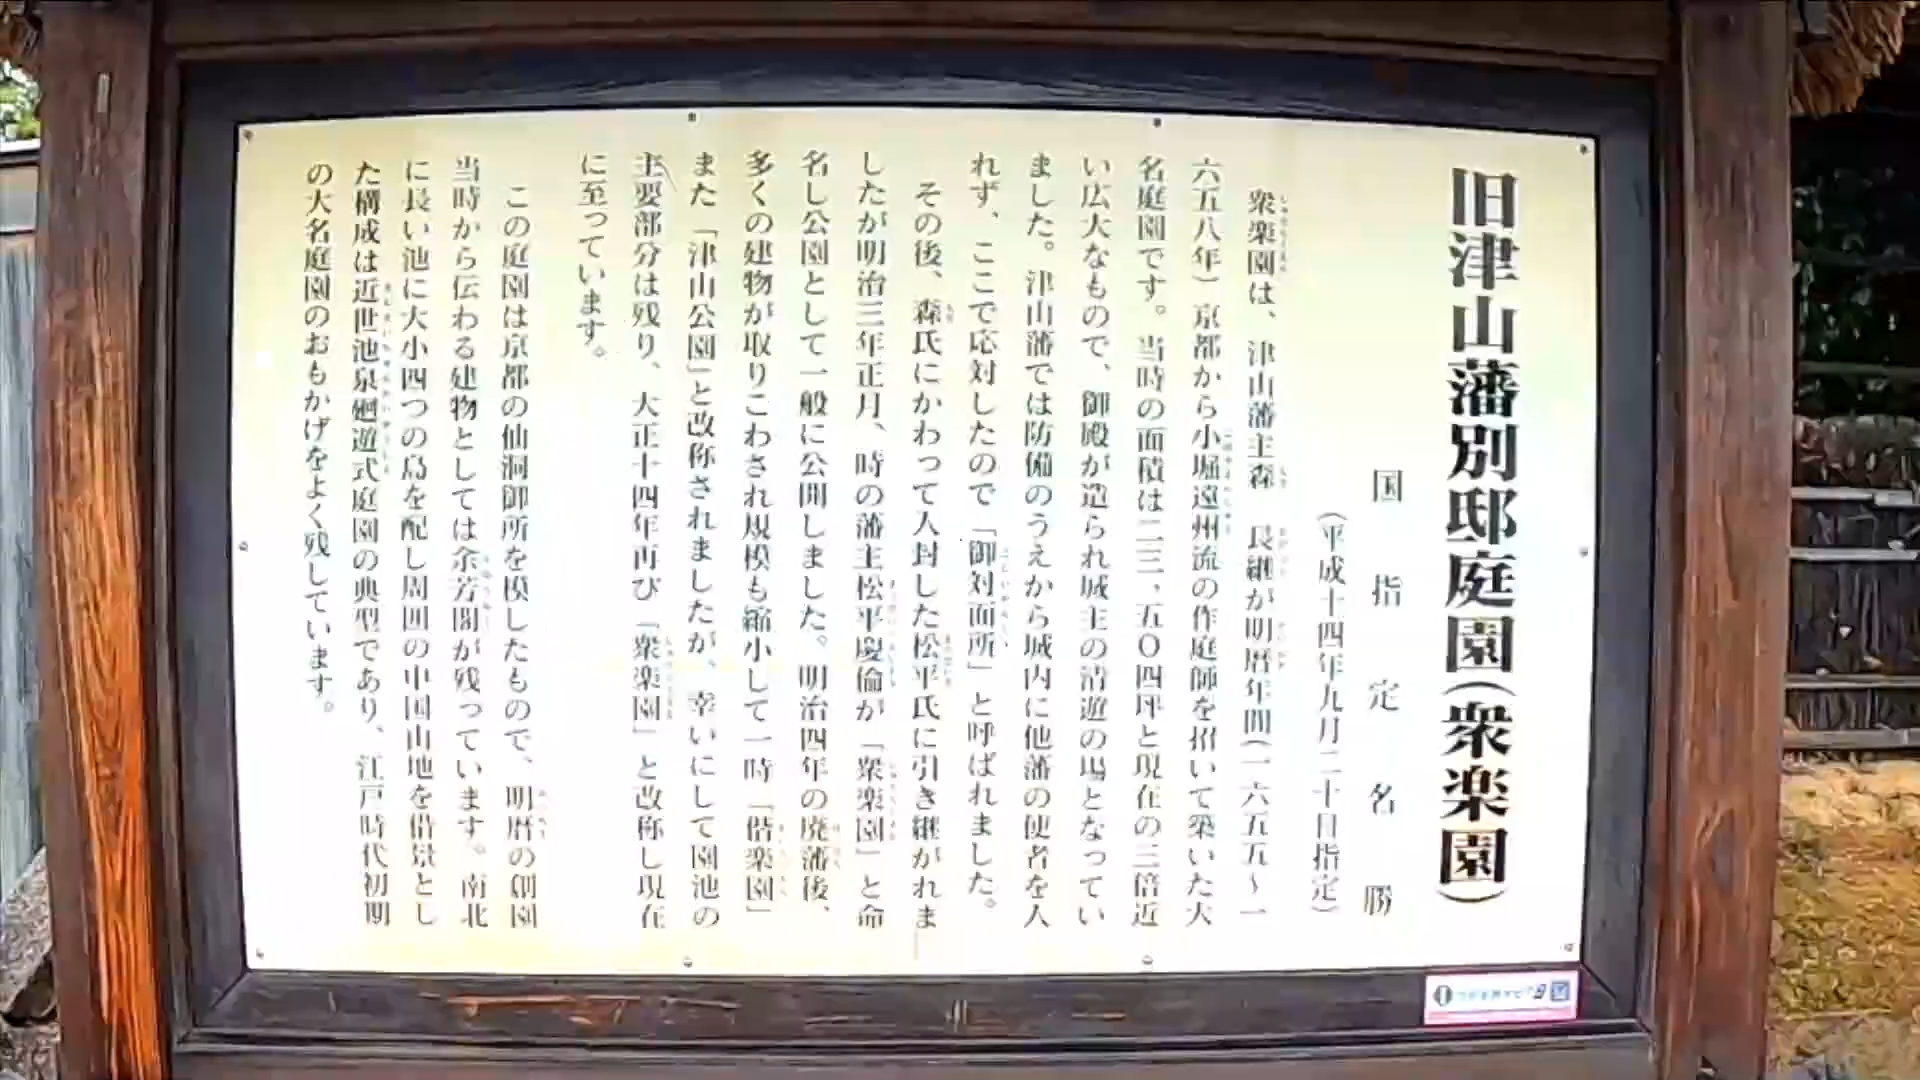 旧津山藩別邸庭園(衆楽園)
国指定名勝
(平成十四年九月二十日指定)
衆楽園は、津山藩主森 長継が明暦年間(一六五五〜一
六五八年)京都から小堀遠州流の作庭師を招いて築いた大
名庭園です。当時の面積は二三、五〇四坪と現在の三倍近
い広大なもので、御殿が造られ城主の清遊の場となってい
ました。津山藩では防備のうえから城内に他藩の使者を入
れず、ここで応対したので「御対面所」と呼ばれました。
その後、森氏にかわって入封した松平氏に引き継がれま
したが明治三年正月、時の藩主松平慶倫が「衆楽園」と命
名し公園として一般に公開しました。明治四年の廃藩後、
多くの建物が取りこわされ規模も縮小して一時「偕楽園」
また「津山公園」と改称されましたが、幸いにして園池の
主要部分は残り、大正十四年再び「衆楽園」と改称し現在
に至っています。
この庭園は京都の仙洞御所を模したもので、明暦の創園
当時から伝わる建物としては余芳閣が残っています。南北
に長い池に大小四つの島を配し周囲の中国山地を借景とし
た構成は近世池泉廻遊式庭園の典型であり、江戸時代初期
の大名庭園のおもかげをよく残しています。